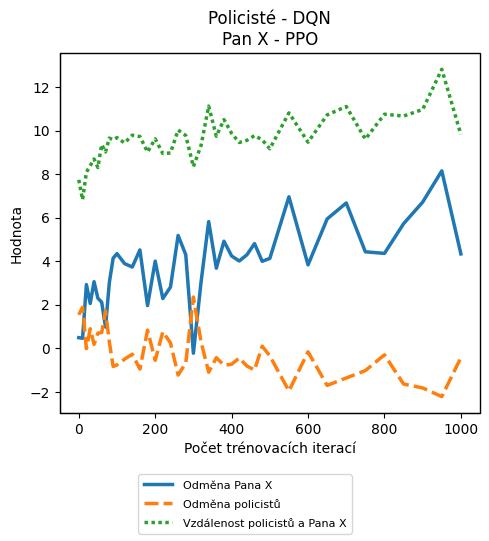 Policisté - DQN
Pan X - PPO
Hodnota
12
10
8
6
4
2
0
−2
0 200 400 600 800 1000
Počet trénovacích iterací
Odměna Pana X
Odměna policistů
Vzdálenost policistů a Pana X